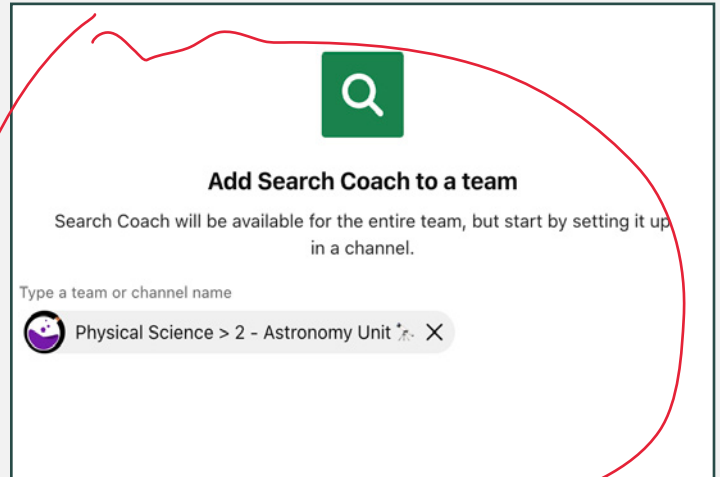 Add Search Coach to a team
Search Coach will be available for the entire team, but start by setting it up
in a channel.
Type a team or channel name
Physical Science > 2 - Astronomy Unit